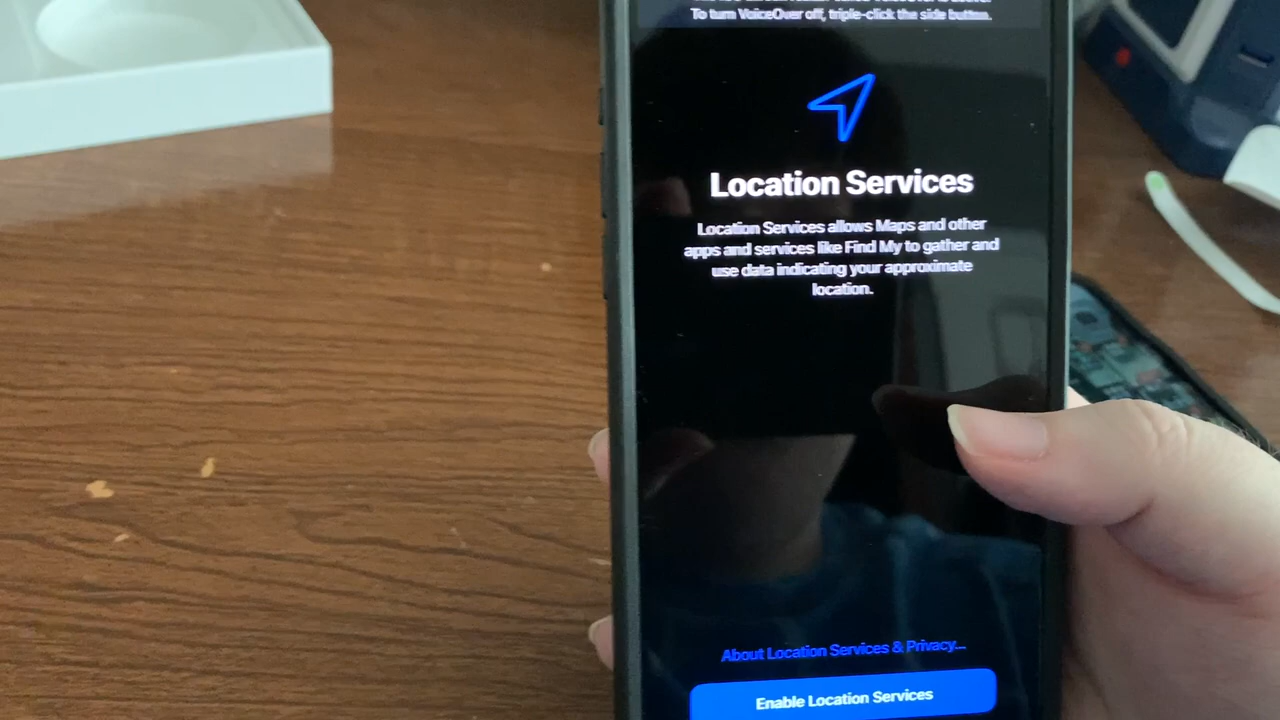 To turn VoiceOver off, triple-click the side button.
Location Services
Location Services allows Maps and other
apps and services like Find My to gather and
use data indicating your approximate
location.
About Location Services & Privacy...
Enable Location Services